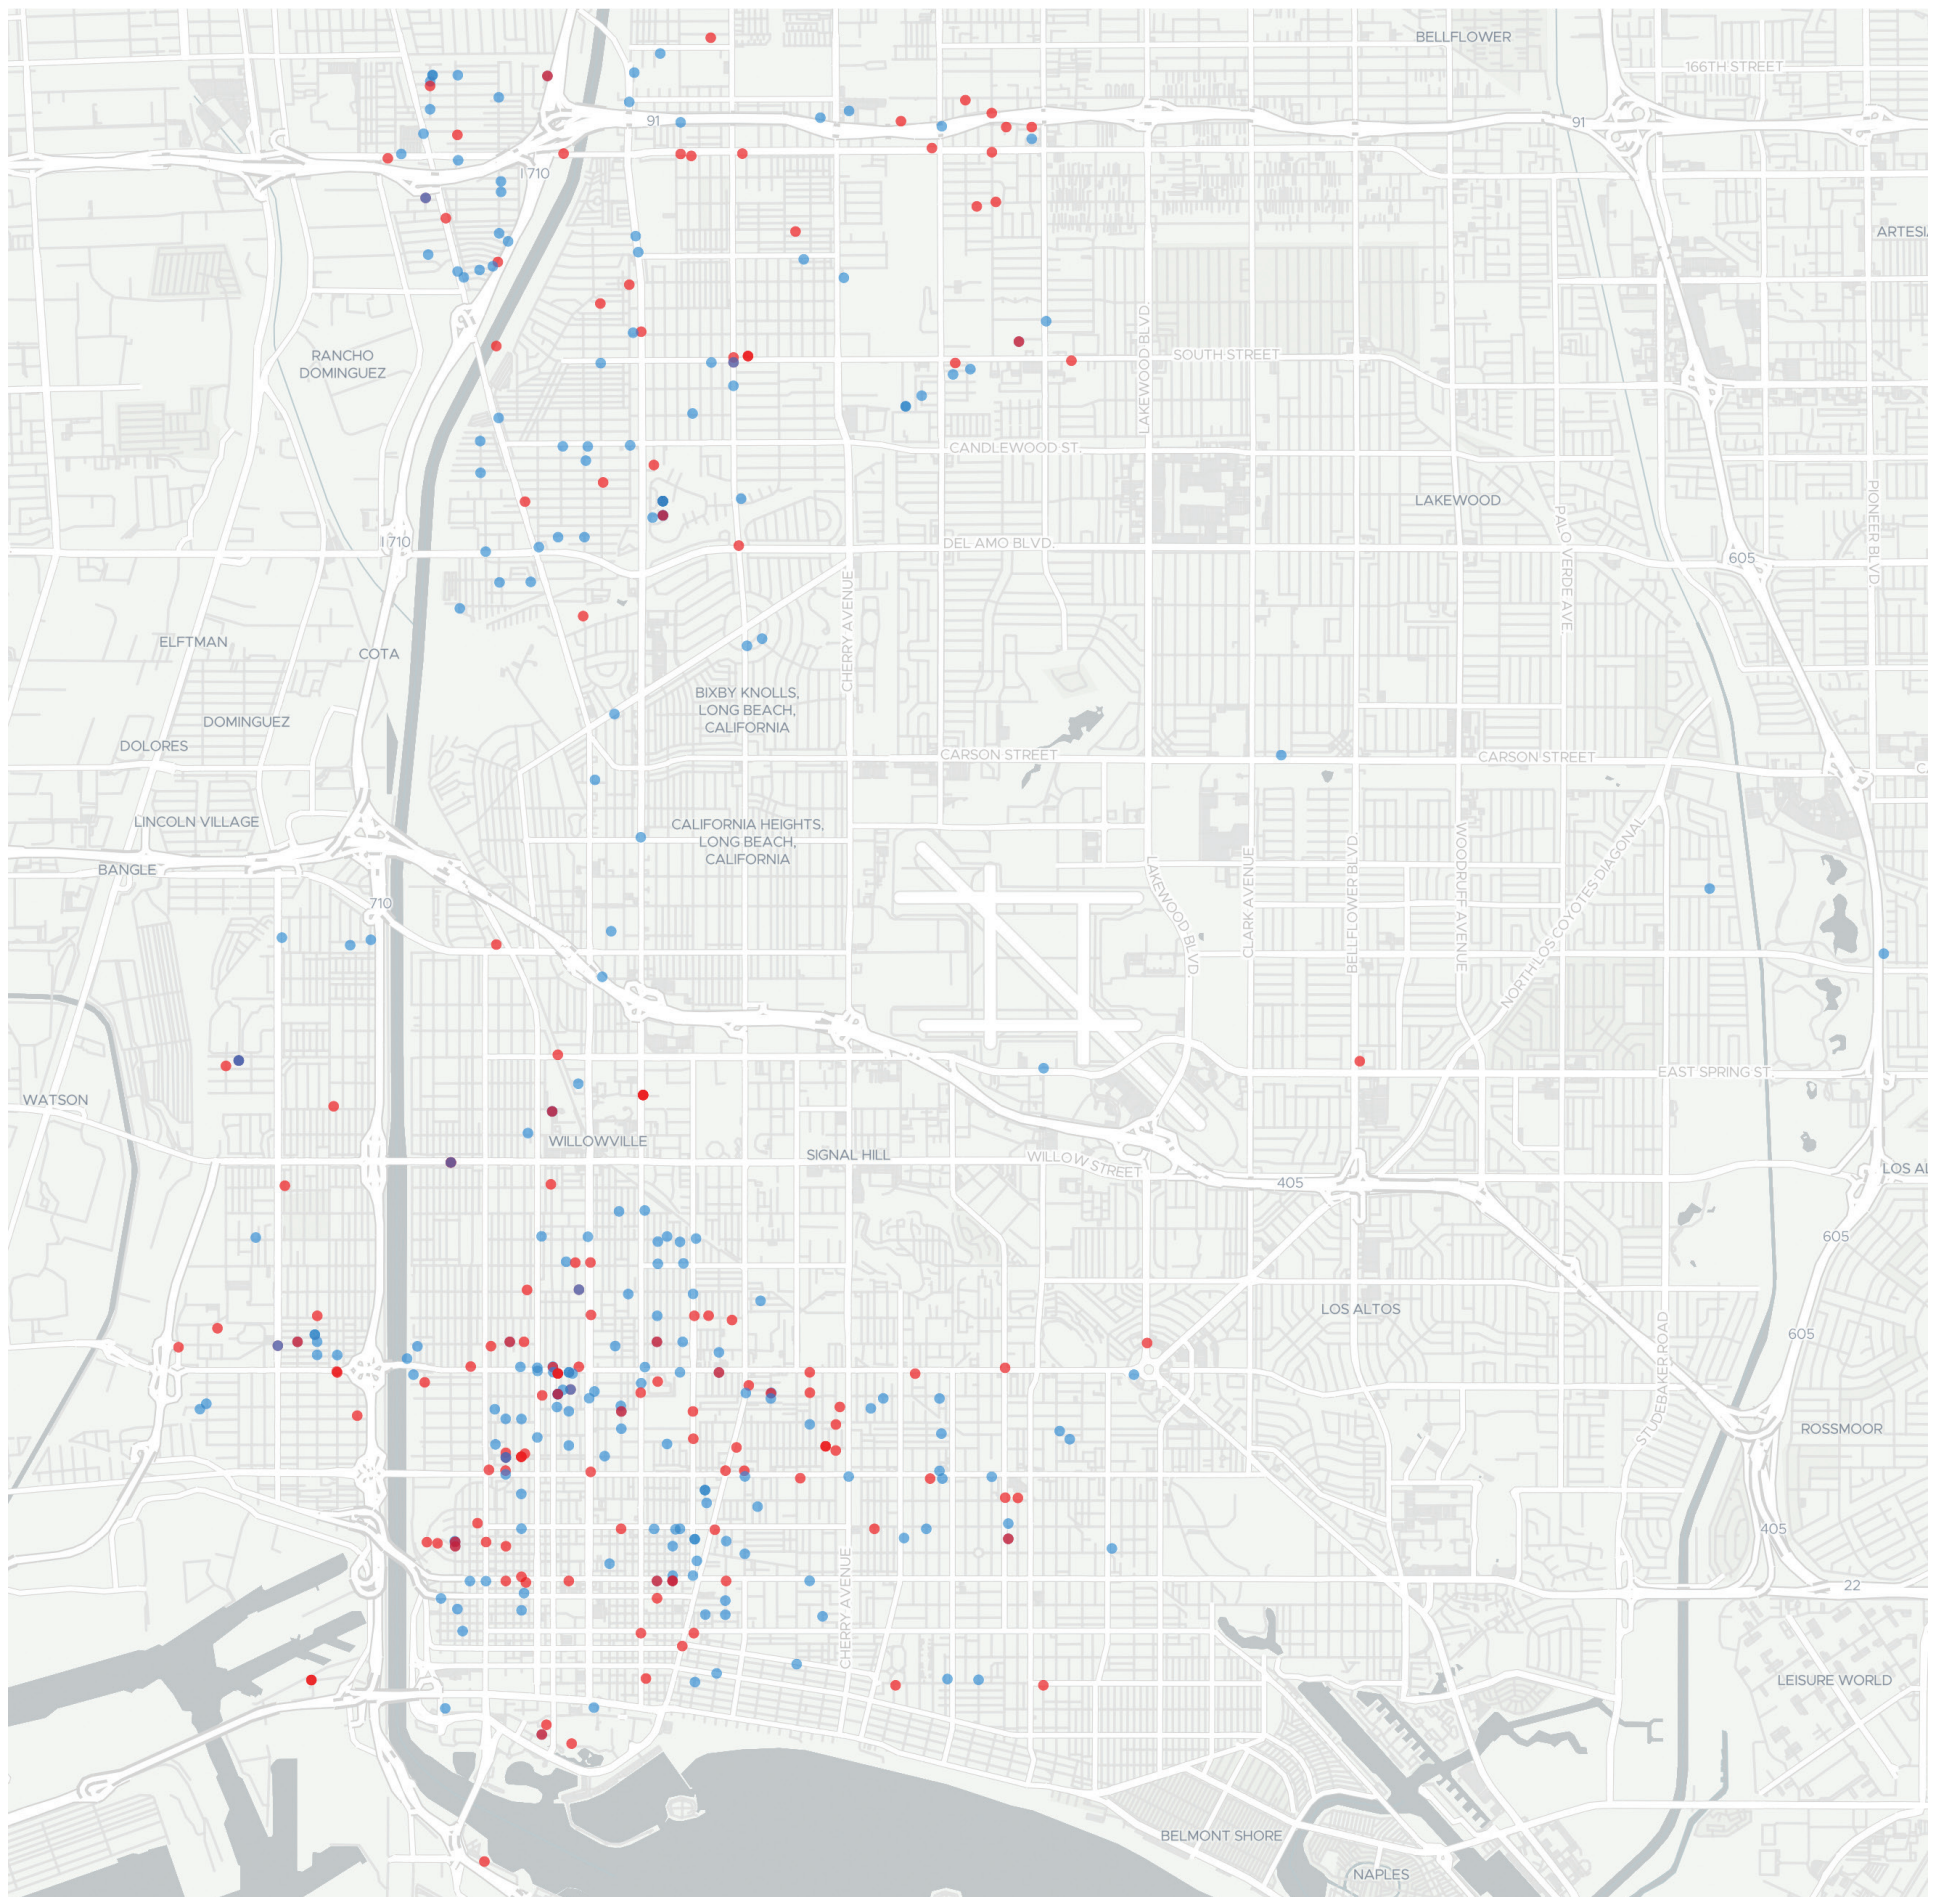 BELLFLOWER
166TH STREET
91
91
I 710
ARTESI
RANCHO
DOMINGUEZ
SOUTH STREET
LAKEWOOD BLVD.
CANDLEWOOD ST.
LAKEWOOD
PIONEER BLVD.
I 710
DEL AMO BLVD.
PALO VERDE AVE
605
CHERRY AVENUE
ELFTMAN
COTA
BIXBY KNOLLS,
LONG BEACH,
CALIFORNIA
DOMINGUEZ
DOLORES
CARSON STREET
CARSON STREET
C
LINCOLN VILLAGE
CALIFORNIA HEIGHTS,
LONG BEACH,
CALIFORNIA
BANGLE
710
LAKEWOOD BLVD.
CLARK AVENUE
BELLFLOWER BLVD.
WOODRUFF AVENUE
NORTH LOS COYOTES DIAGONAL
WATSON
EAST SPRING ST.
WILLOWVILLE
SIGNAL HILL
WILLOW STREET
LOS AL
405
605
LOS ALTOS
605
STUDEBAKER ROAD
ROSSMOOR
405
CHERRY AVENUE
22
LEISURE WORLD
BELMONT SHORE
NAPLES